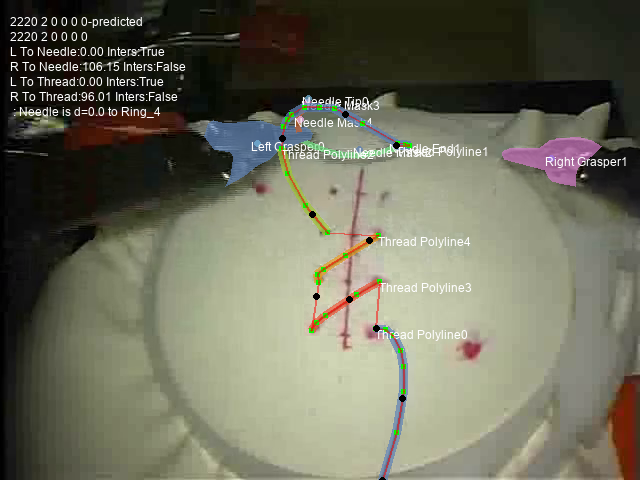 2220 2 0 0 0 0-predicted
2220 2 0 0 0 0
L To Needle:0.00 Inters:True
R To Needle:106.15 Inters:False
L To Thread:0.00 Inters:True
R To Thread:96.01 Inters:False
: Needle is d=0.0 to Ring_4
Needle Tip0
Mask3
Needle Mask4
Left Grasper0
Needle End1
Thread Polyline2
Needle Mask
Polyline1
Right Grasper1
Thread Polyline4
Thread Polyline3
Thread Polyline0